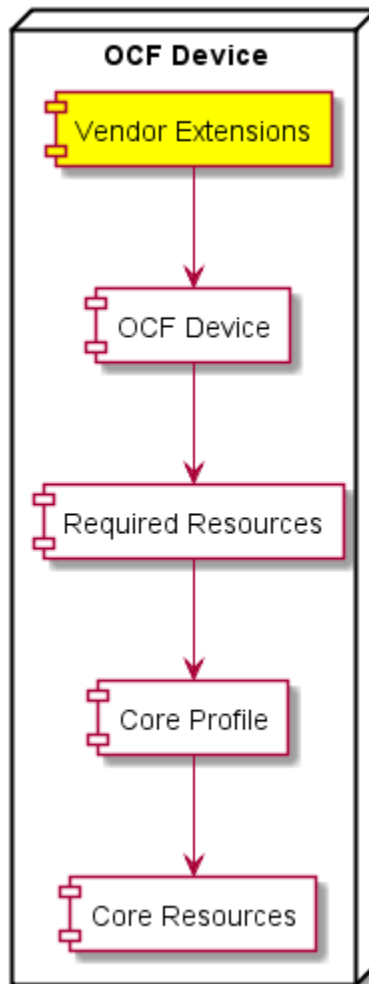 OCF Device
Vendor Extensions
OCF Device
Required Resources
Core Profile
Core Resources